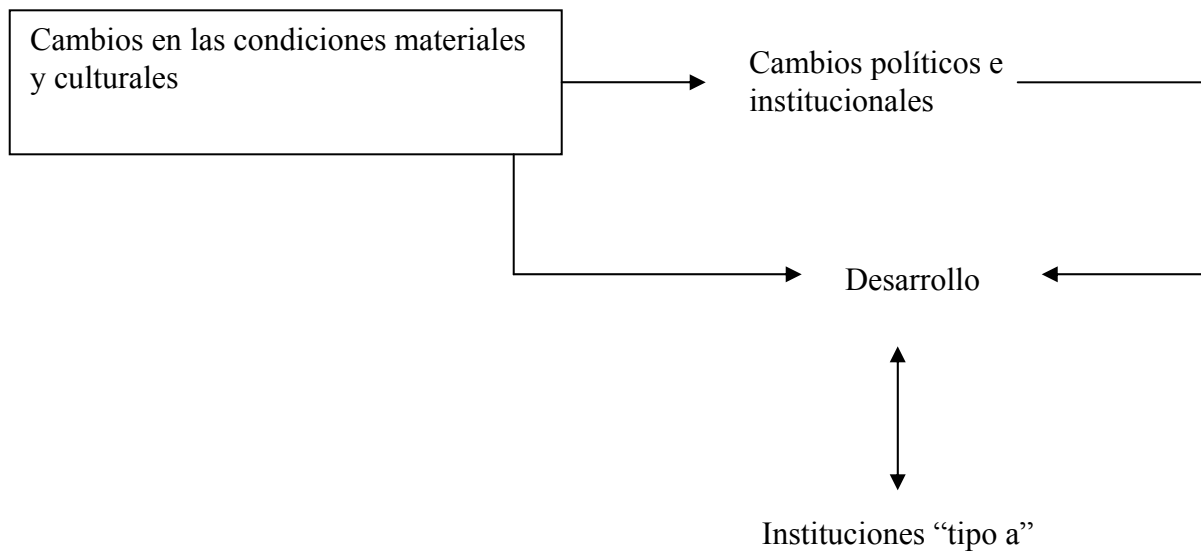 Cambios en las condiciones materiales
y culturales
Cambios políticos e
institucionales
Desarrollo
Instituciones “tipo a”